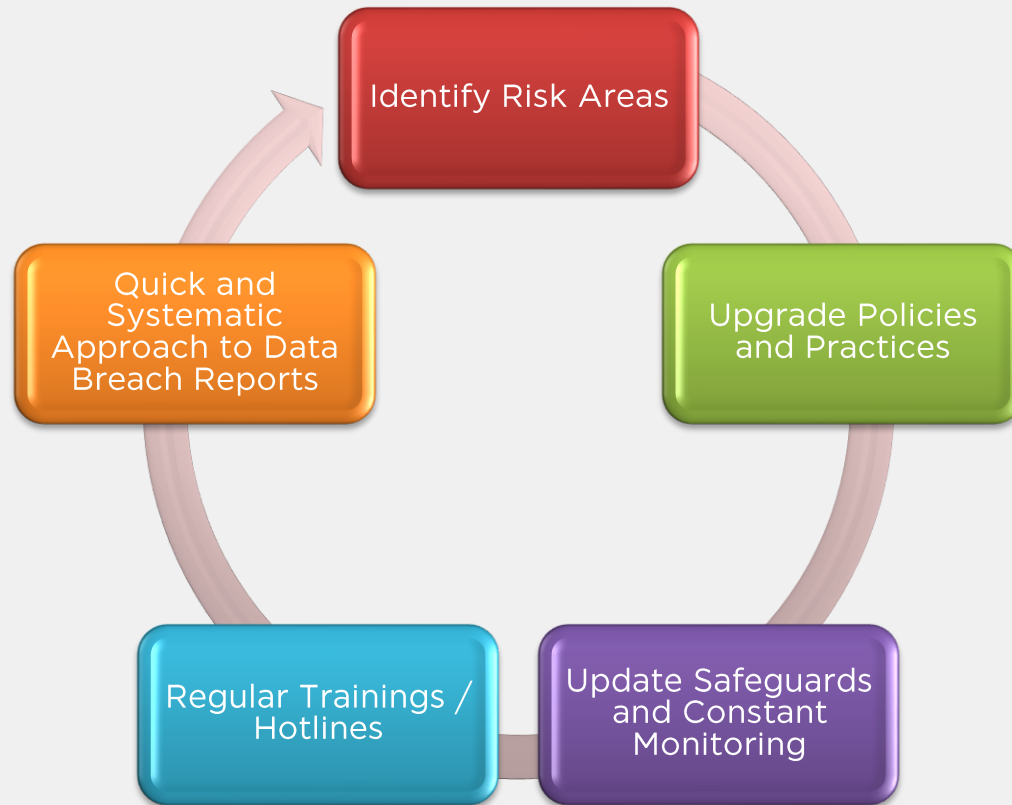 Identify Risk Areas
Upgrade Policies
and Practices
Update Safeguards
and Constant
Monitoring
Regular Trainings /
Hotlines
Quick and
Systematic
Approach to Data
Breach Reports